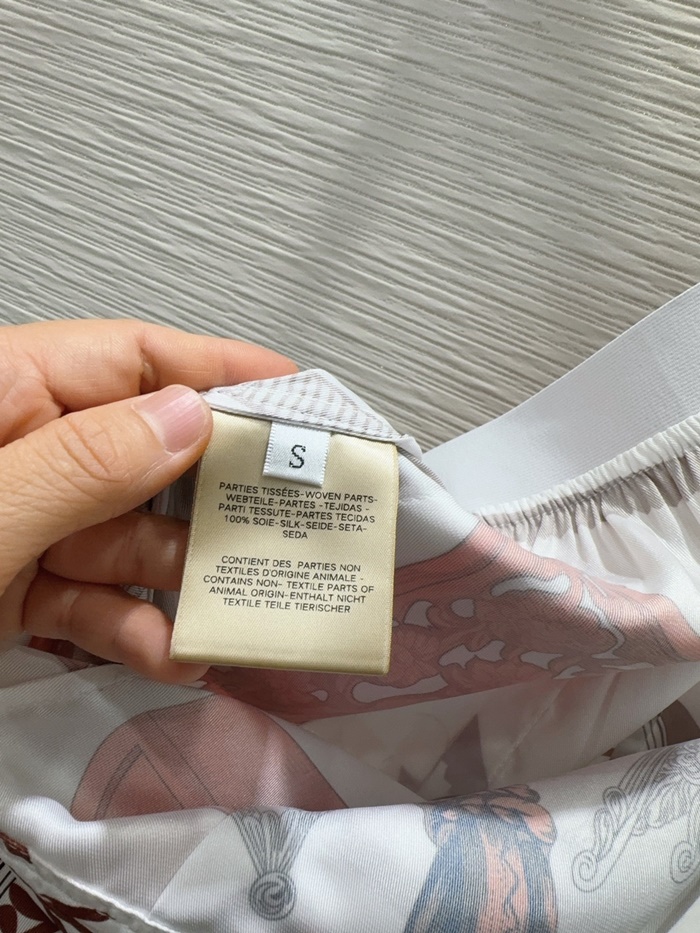 S
PARTIES TISSÉES-WOVEN PARTS-
WEBTEILE-PARTES -TEJIDAS -
PARTI TESSUTE-PARTES TECIDAS
100% SOIE-SILK-SEIDE-SETA-
SEDA
CONTIENT DES PARTIES NON
TEXTILES D'ORIGINE ANIMALE -
CONTAINS NON- TEXTILE PARTS OF
ANIMAL ORIGIN-ENTHALT NICHT
TEXTILE TEILE TIERISCHER